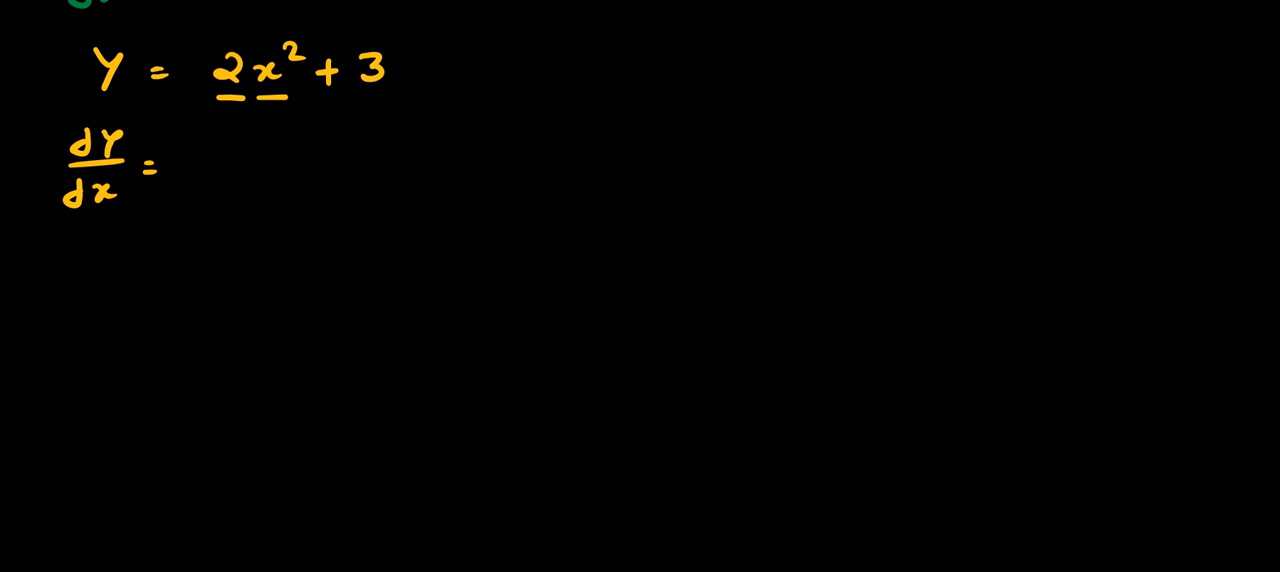 Y = 2x² + 3
dY/dx =